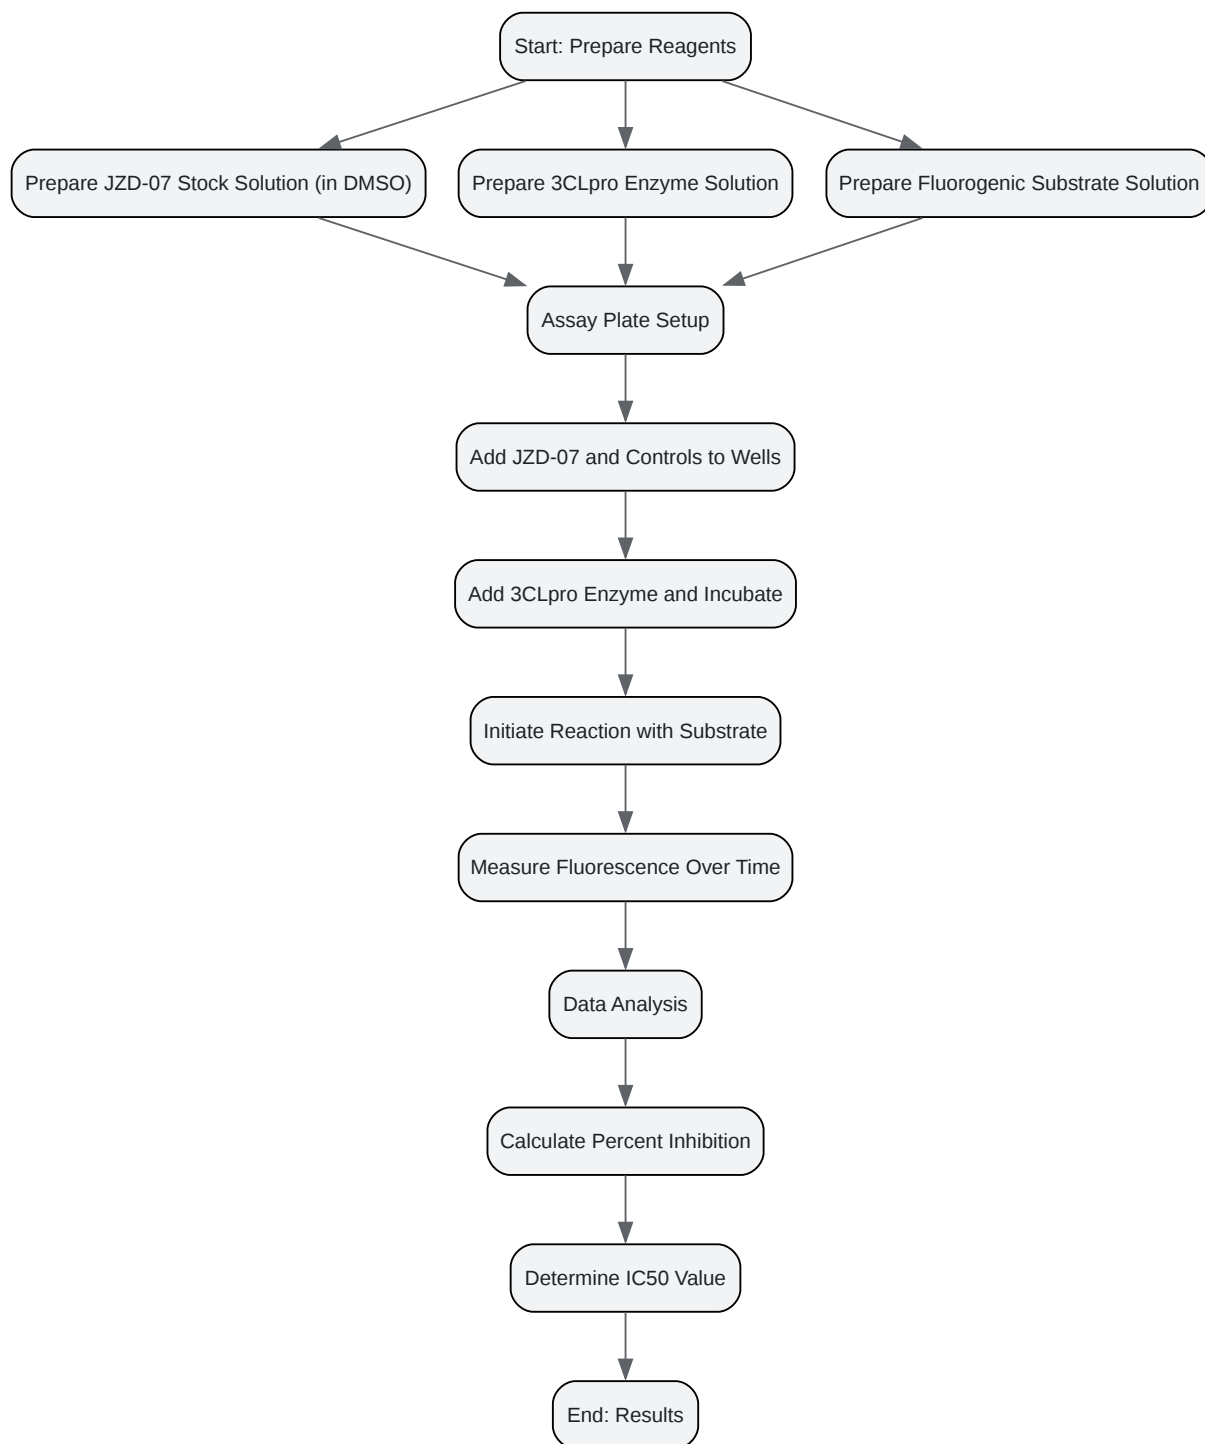 Start: Prepare Reagents
Prepare JZD-07 Stock Solution (in DMSO)
Prepare 3CLpro Enzyme Solution
Prepare Fluorogenic Substrate Solution
Assay Plate Setup
Add JZD-07 and Controls to Wells
Add 3CLpro Enzyme and Incubate
Initiate Reaction with Substrate
Measure Fluorescence Over Time
Data Analysis
Calculate Percent Inhibition
Determine IC50 Value
End: Results